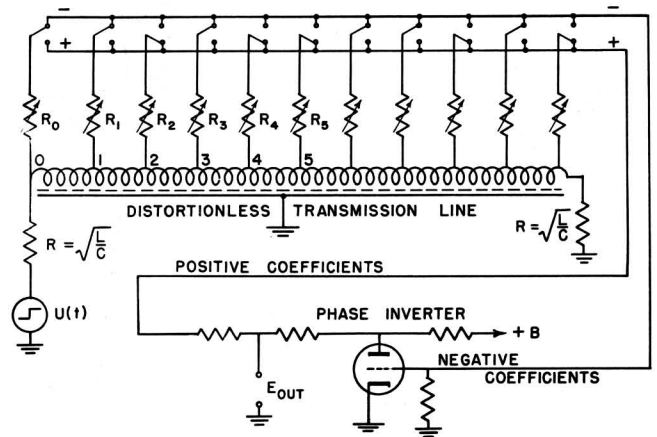 −
−
+
+
R₀ R₁ R₂ R₃ R₄ R₅
0 1 2 3 4 5
DISTORTIONLESS TRANSMISSION LINE
R = √(L/C)
R = √(L/C)
POSITIVE COEFFICIENTS
U(t)
PHASE INVERTER
+ B
NEGATIVE
COEFFICIENTS
E OUT